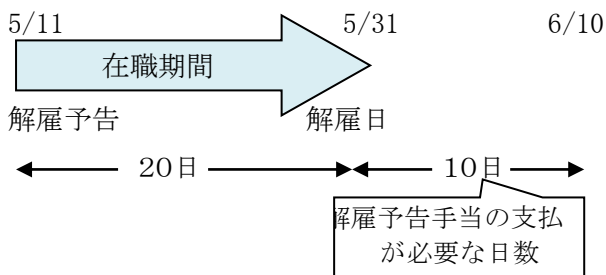 5/11 5/31 6/10
在職期間
解雇予告 解雇日
20日 10日
解雇予告手当の支払
が必要な日数